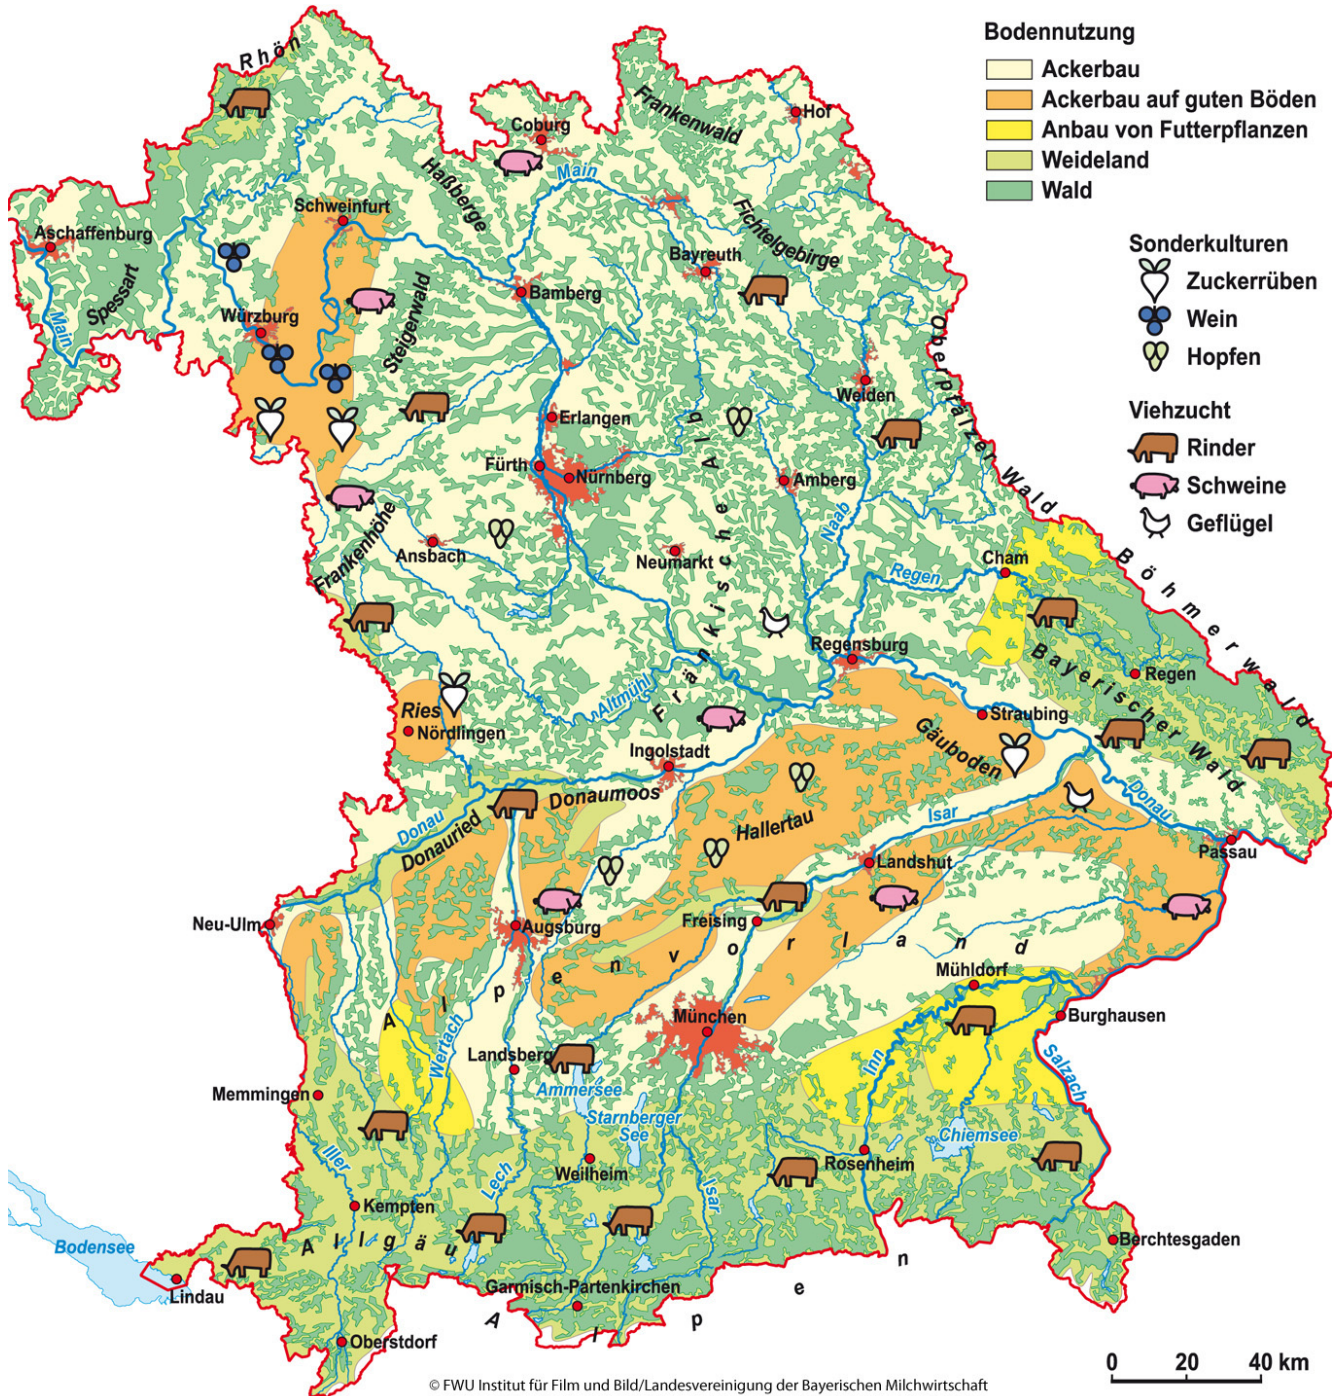 Bodennutzung
Ackerbau
Ackerbau auf guten Böden
Anbau von Futterpflanzen
Weideland
Wald
Sonderkulturen
Zuckerrüben
Wein
Hopfen
Viehzucht
Rinder
Schweine
Geflügel
Rhön
Frankenwald
Hof
Coburg
Haßberge
Main
Fichtelgebirge
Schweinfurt
Aschaffenburg
Spessart
Main
Bayreuth
Bamberg
Würzburg
Steigerwald
Oberpfälzer Wald
Weiden
Erlangen
Fürth
Nürnberg
Amberg
Naab
Fränkische Alb
Frankenhöhe
Ansbach
Neumarkt
Cham
Regen
Böhmerwald
Regensburg
Bayerischer Wald
Regen
Altmühl
Ries
Nördlingen
Straubing
Gäuboden
Ingolstadt
Donaumoos
Donau
Donauried
Hallertau
Isar
Donau
Landshut
Passau
Neu-Ulm
Augsburg
Freising
Alpenvorland
Mühldorf
München
Burghausen
Wertach
Landsberg
Inn
Salzach
Ammersee
Memmingen
Starnberger
See
Chiemsee
Iller
Weilheim
Lech
Isar
Rosenheim
Kempten
Allgäu
Bodensee
Berchtesgaden
Lindau
Garmisch-Partenkirchen
Alpen
Oberstdorf
0 20 40 km
© FWU Institut für Film und Bild/Landesvereinigung der Bayerischen Milchwirtschaft